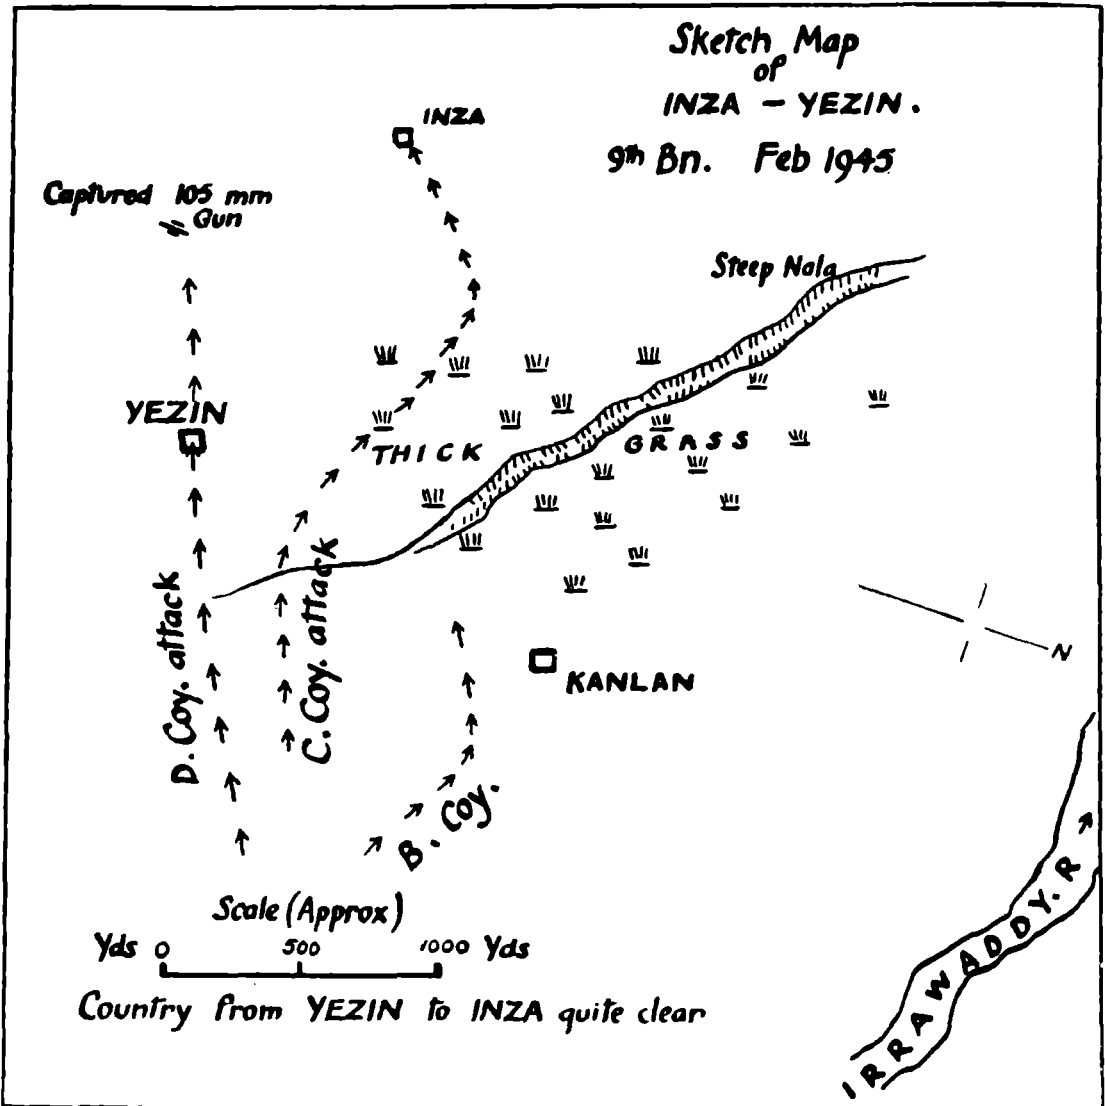 Sketch Map
of
INZA - YEZIN.
9th Bn. Feb 1945
INZA
Captured 105 mm
Gun
Steep Nala
YEZIN
THICK GRASS
D. Coy. attack
C. Coy. attack
KANLAN
N
B. Coy.
IRRAWADDY. R
Scale (Approx)
Yds 0 500 1000 Yds
Country from YEZIN to INZA quite clear